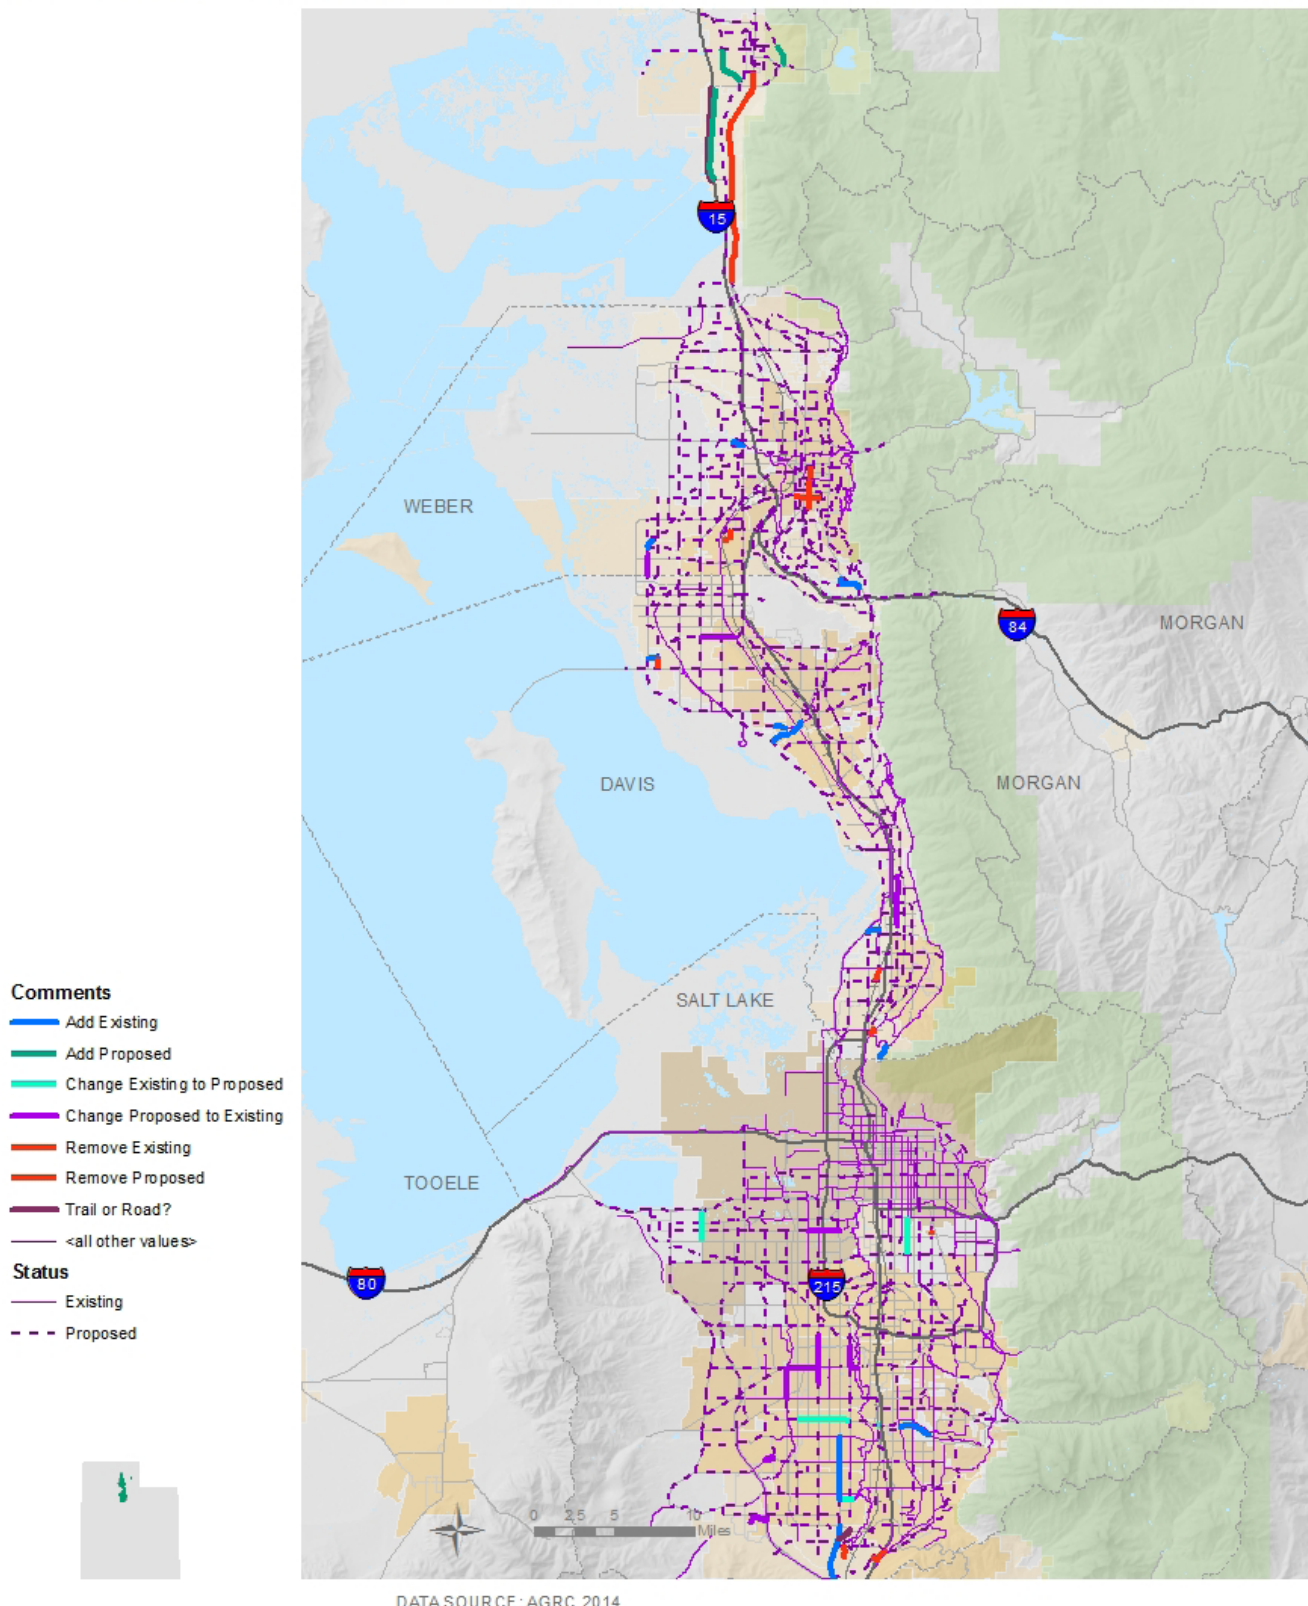 15
WEBER
84
MORGAN
DAVIS
MORGAN
SALT LAKE
TOOELE
80
215
Comments
Add Existing
Add Proposed
Change Existing to Proposed
Change Proposed to Existing
Remove Existing
Remove Proposed
Trail or Road?
<all other values>
Status
Existing
Proposed
0 2.5 5 10
Miles
DATA SOURCE: AGRC 2014